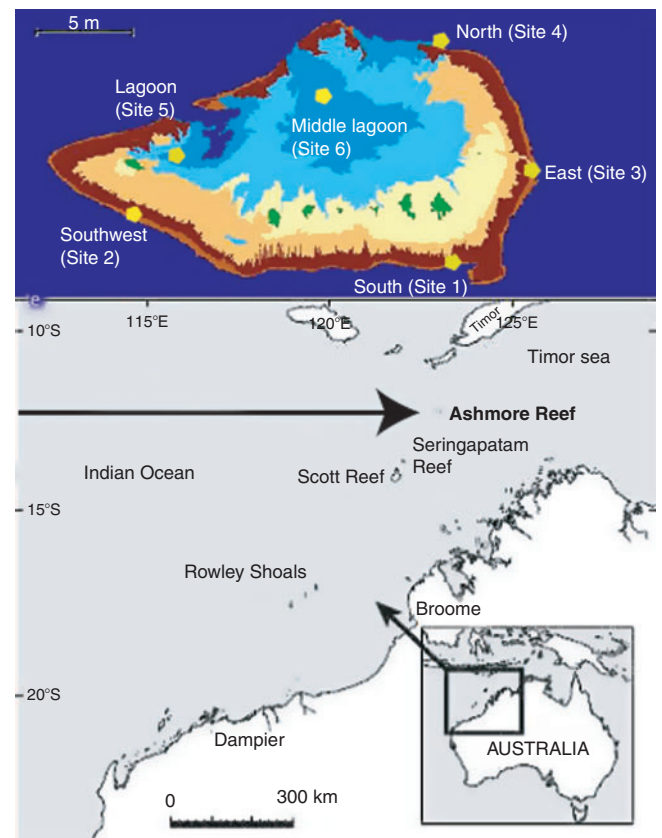 5 m
North (Site 4)
Lagoon
(Site 5)
Middle lagoon
(Site 6)
East (Site 3)
Southwest
(Site 2)
South (Site 1)
°e
10°S
115°E
120°E
125°E
Timor
Timor sea
Ashmore Reef
Seringapatam
Reef
Indian Ocean
Scott Reef
15°S
Rowley Shoals
Broome
20°S
Dampier
AUSTRALIA
0
300 km